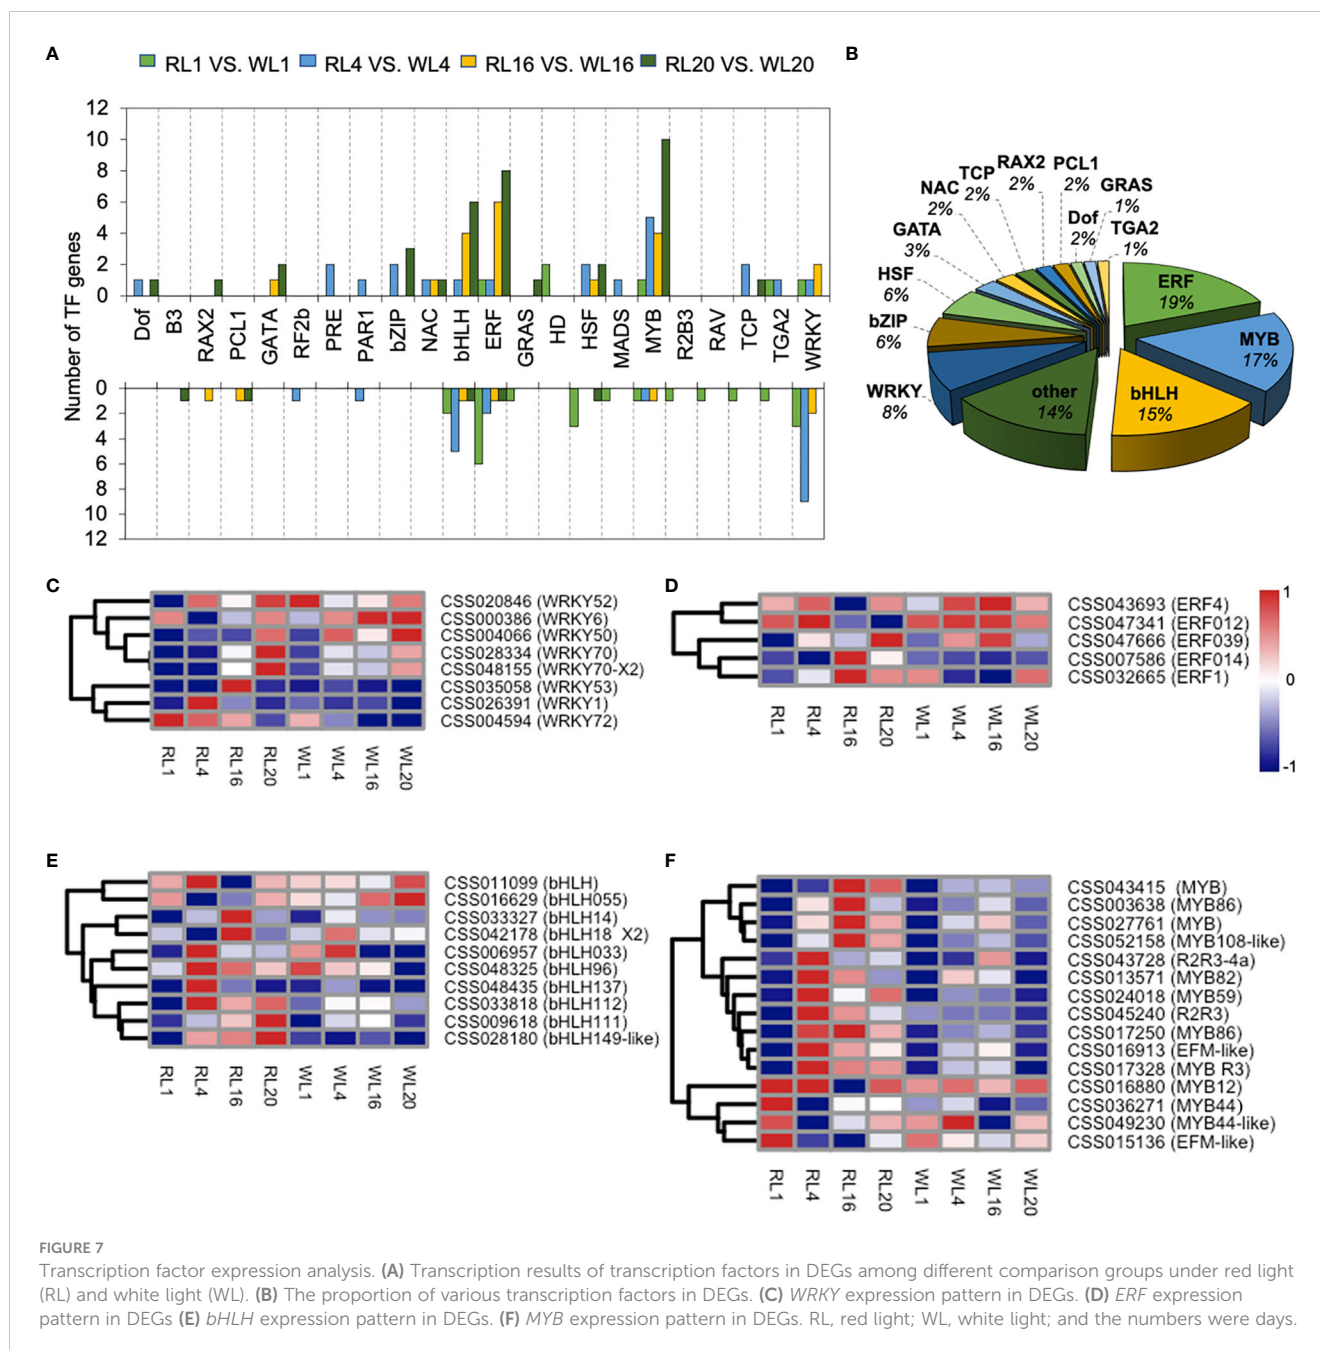 A
RL1 VS. WL1 RL4 VS. WL4 RL16 VS. WL16 RL20 VS. WL20
Number of TF genes
12
10
8
6
4
2
0
Dof B3 RAX2 PCL1 GATA RF2b PRE PAR1 bZIP NAC bHLH ERF GRAS HD HSF MADS MYB R2B3 RAV TCP TGA2 WRKY
0
2
4
6
8
10
12
B
ERF
19%
MYB
17%
bHLH
15%
other
14%
WRKY
8%
bZIP
6%
HSF
6%
GATA
3%
NAC
2%
TCP
2%
RAX2
2%
PCL1
2%
Dof
2%
GRAS
1%
TGA2
1%
C
CSS020846 (WRKY52)
CSS000386 (WRKY6)
CSS004066 (WRKY50)
CSS028334 (WRKY70)
CSS048155 (WRKY70-X2)
CSS035058 (WRKY53)
CSS026391 (WRKY1)
CSS004594 (WRKY72)
RL1 RL4 RL16 RL20 WL1 WL4 WL16 WL20
D
CSS043693 (ERF4)
CSS047341 (ERF012)
CSS047666 (ERF039)
CSS007586 (ERF014)
CSS032665 (ERF1)
RL1 RL4 RL16 RL20 WL1 WL4 WL16 WL20
1
0
-1
E
CSS011099 (bHLH)
CSS016629 (bHLH055)
CSS033327 (bHLH14)
CSS042178 (bHLH18 X2)
CSS006957 (bHLH033)
CSS048325 (bHLH96)
CSS048435 (bHLH137)
CSS033818 (bHLH112)
CSS009618 (bHLH111)
CSS028180 (bHLH149-like)
RL1 RL4 RL16 RL20 WL1 WL4 WL16 WL20
F
CSS043415 (MYB)
CSS003638 (MYB86)
CSS027761 (MYB)
CSS052158 (MYB108-like)
CSS043728 (R2R3-4a)
CSS013571 (MYB82)
CSS024018 (MYB59)
CSS045240 (R2R3)
CSS017250 (MYB86)
CSS016913 (EFM-like)
CSS017328 (MYB R3)
CSS016880 (MYB12)
CSS036271 (MYB44)
CSS049230 (MYB44-like)
CSS015136 (EFM-like)
RL1 RL4 RL16 RL20 WL1 WL4 WL16 WL20
FIGURE 7
Transcription factor expression analysis. (A) Transcription results of transcription factors in DEGs among different comparison groups under red light
(RL) and white light (WL). (B) The proportion of various transcription factors in DEGs. (C) WRKY expression pattern in DEGs. (D) ERF expression
pattern in DEGs (E) bHLH expression pattern in DEGs. (F) MYB expression pattern in DEGs. RL, red light; WL, white light; and the numbers were days.